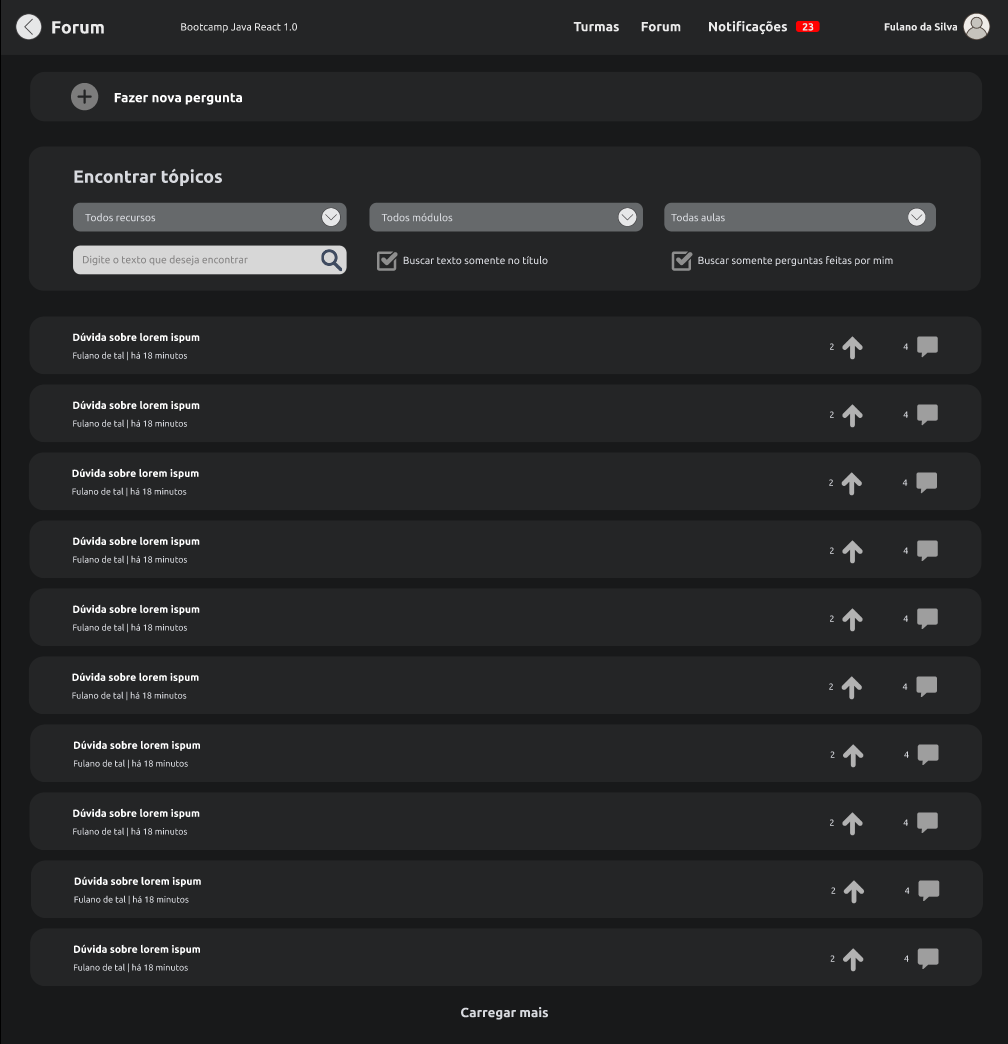 Forum Bootcamp Java React 1.0 Turmas Forum Notificações 23 Fulano da Silva
Fazer nova pergunta
Encontrar tópicos
Todos recursos Todos módulos Todas aulas
Digite o texto que deseja encontrar Buscar texto somente no título Buscar somente perguntas feitas por mim
Dúvida sobre lorem ispum
Fulano de tal | há 18 minutos
2 4
Dúvida sobre lorem ispum
Fulano de tal | há 18 minutos
2 4
Dúvida sobre lorem ispum
Fulano de tal | há 18 minutos
2 4
Dúvida sobre lorem ispum
Fulano de tal | há 18 minutos
2 4
Dúvida sobre lorem ispum
Fulano de tal | há 18 minutos
2 4
Dúvida sobre lorem ispum
Fulano de tal | há 18 minutos
2 4
Dúvida sobre lorem ispum
Fulano de tal | há 18 minutos
2 4
Dúvida sobre lorem ispum
Fulano de tal | há 18 minutos
2 4
Dúvida sobre lorem ispum
Fulano de tal | há 18 minutos
2 4
Dúvida sobre lorem ispum
Fulano de tal | há 18 minutos
2 4
Carregar mais